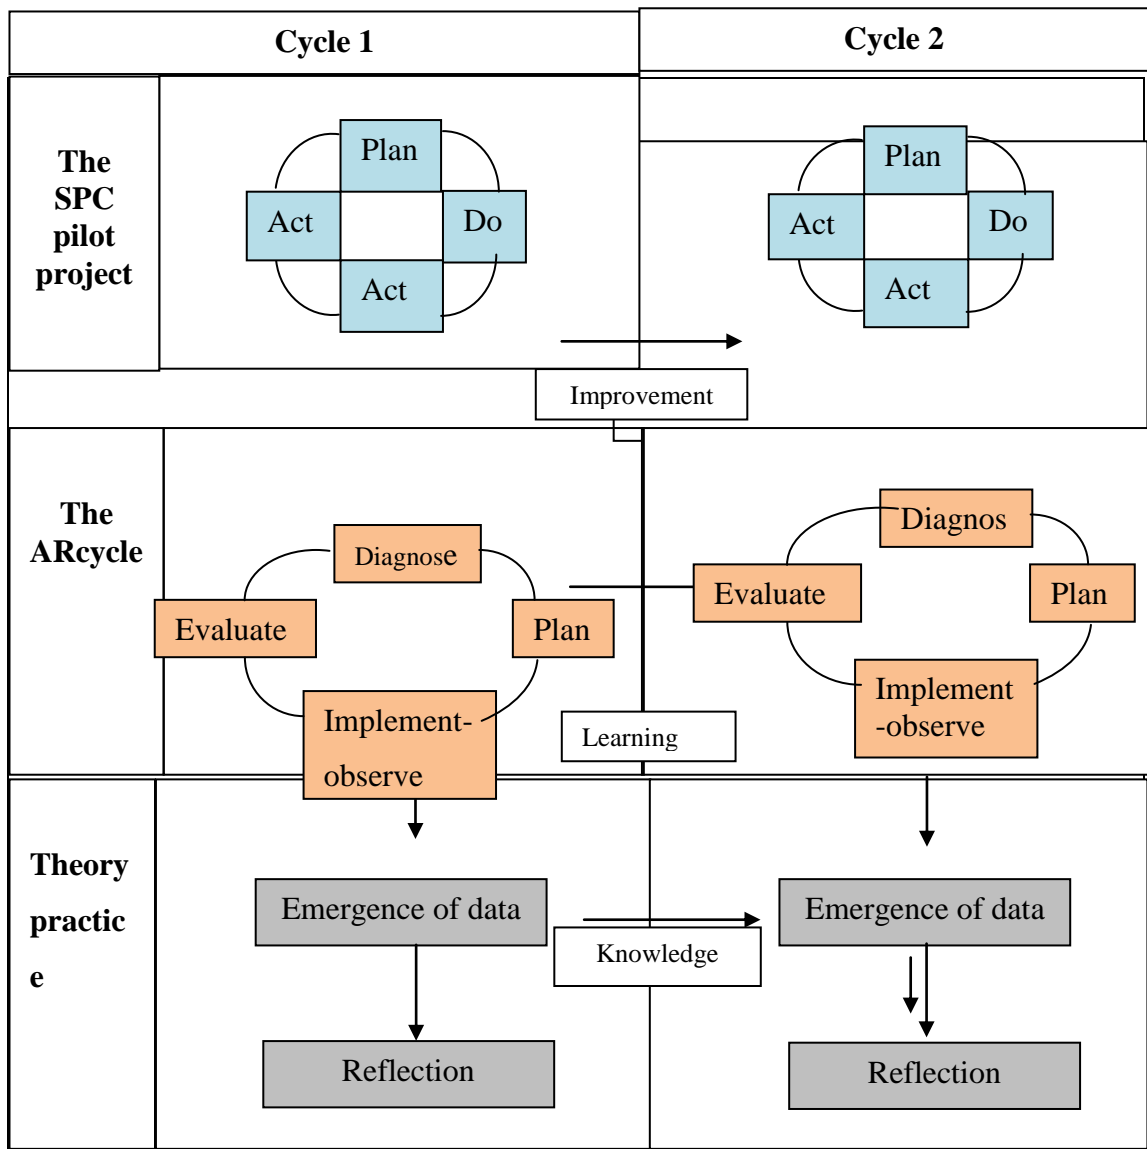 Cycle 1
Cycle 2
The
SPC
pilot
project
Plan
Act
Do
Act
Plan
Act
Do
Act
Improvement
The
ARcycle
Diagnose
Evaluate
Plan
Implement-
observe
Diagnos
Evaluate
Plan
Implement
-observe
Learning
Theory
practic
e
Emergence of data
Emergence of data
Knowledge
Reflection
Reflection